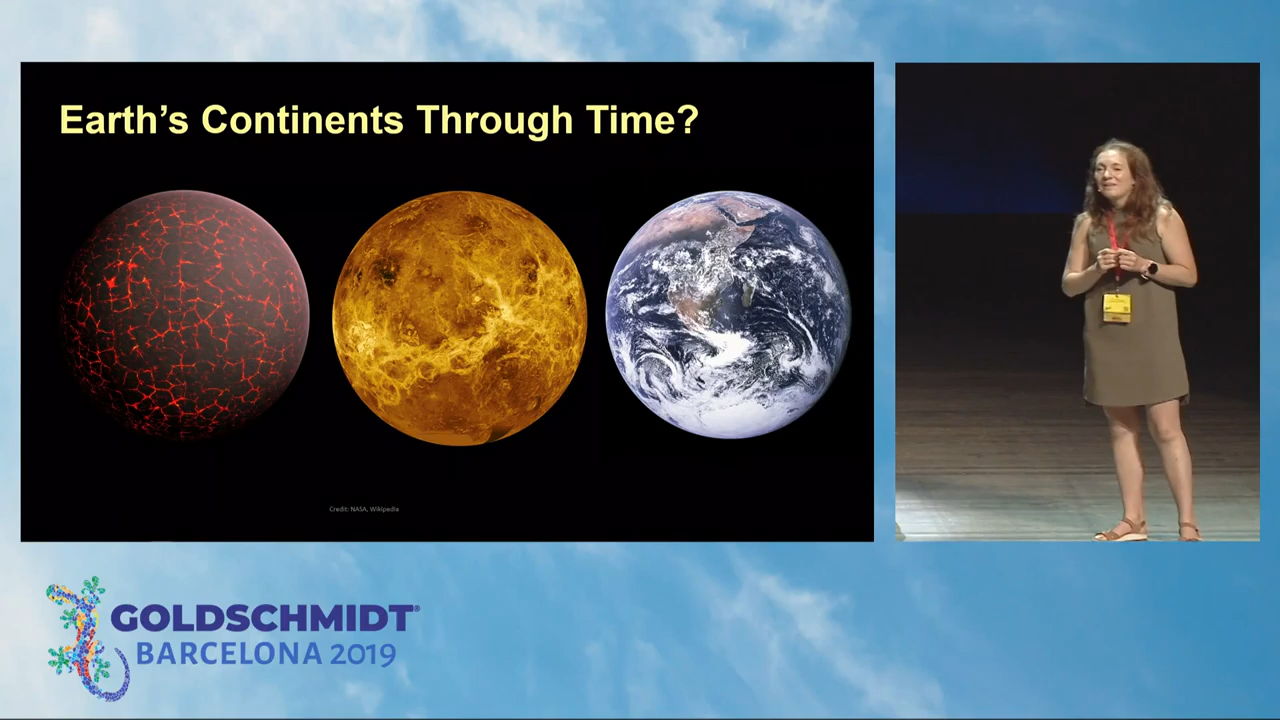 Earth's Continents Through Time?
Credit: NASA, Wikipedia
GOLDSCHMIDT®
BARCELONA 2019